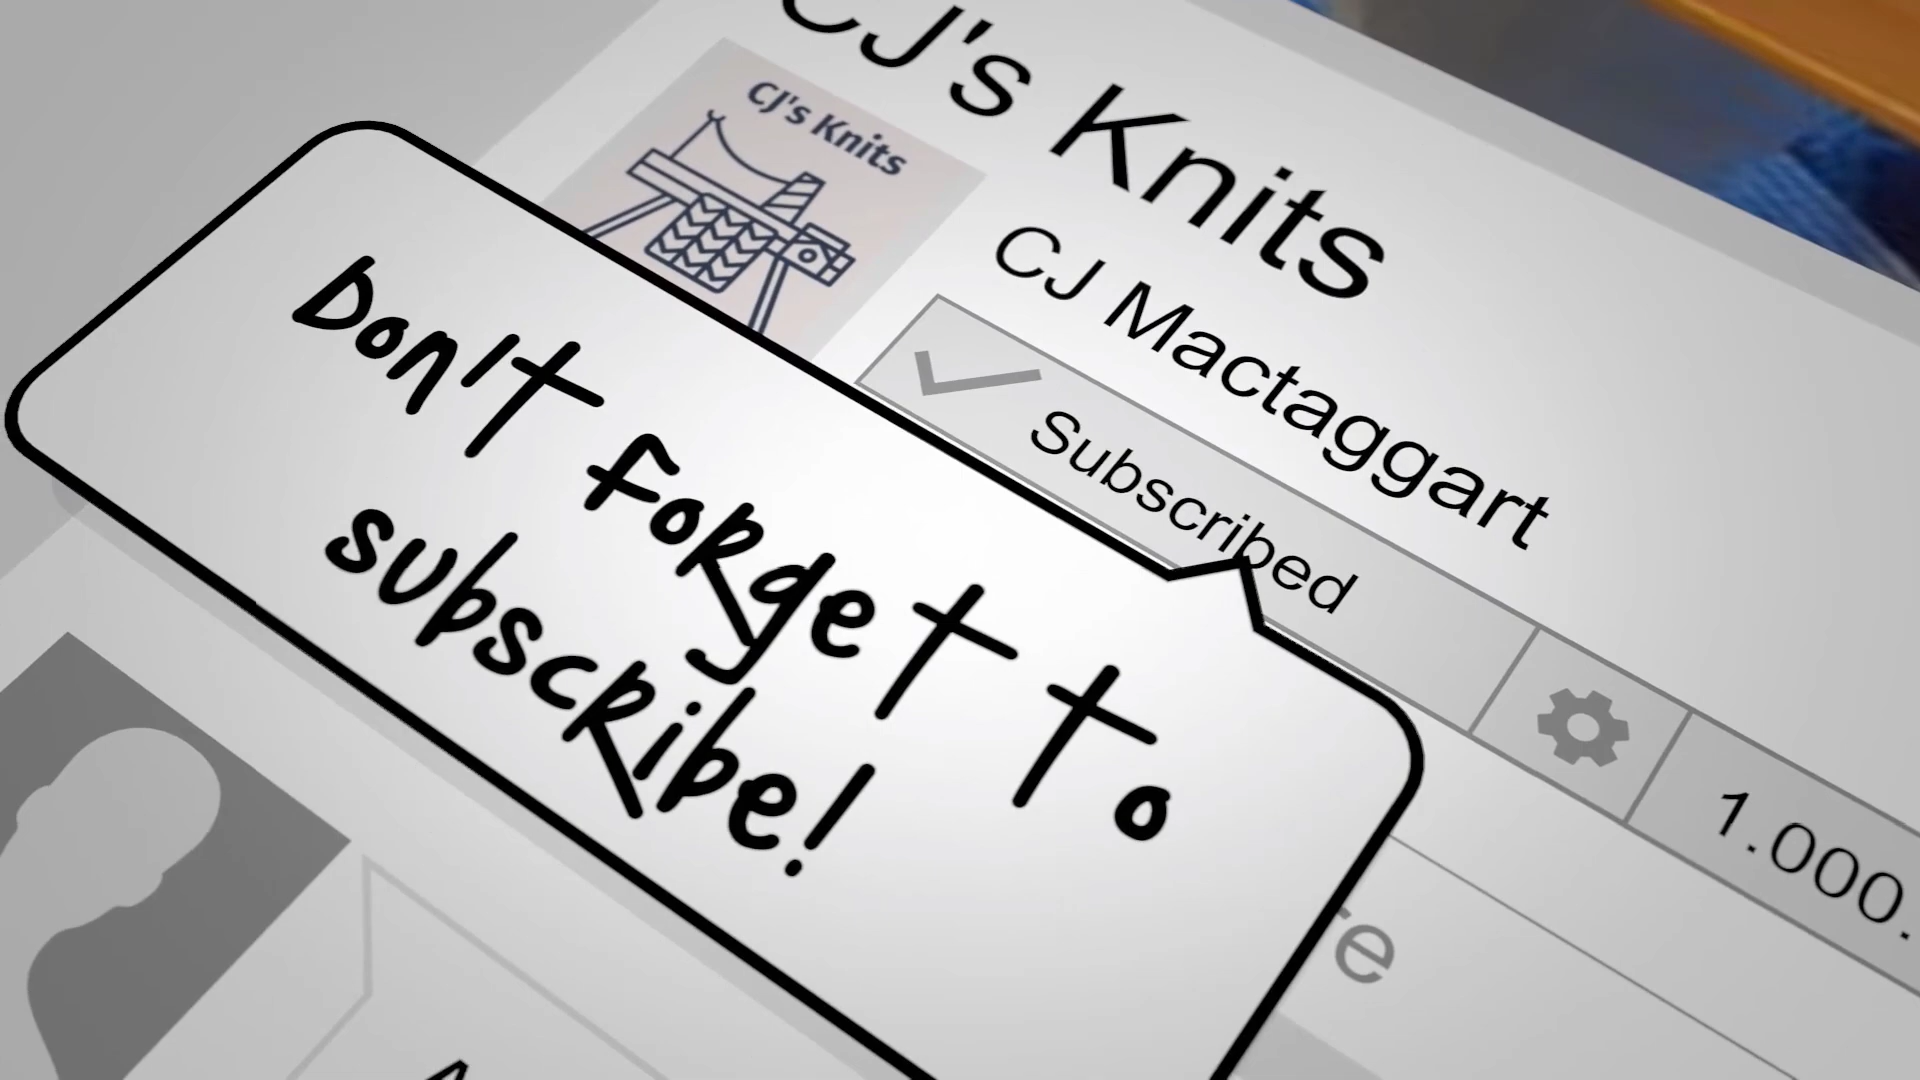 CJ's Knits
CJ's Knits
CJ Mactaggart
Subscribed
1.000.
Don't forget to
subscribe!